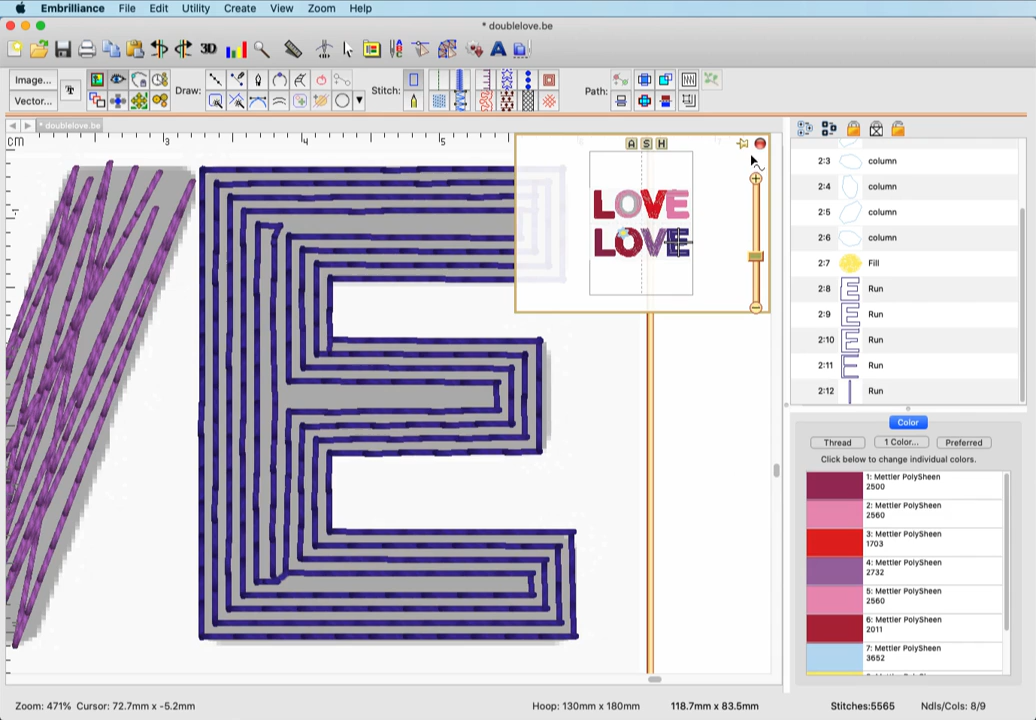 Embrilliance File Edit Utility Create View Zoom Help
* doublelove.be
3D
Image...
Vector...
Draw:
Stitch:
Path:
* doublelove.be
cm
3
4
5
A S H
LOVE
LOVE
2:3 column
2:4 column
2:5 column
2:6 column
2:7 Fill
2:8 Run
2:9 Run
2:10 Run
2:11 Run
2:12 Run
Color
Thread 1 Color... Preferred
Click below to change individual colors.
1: Mettler PolySheen
2500
2: Mettler PolySheen
2560
3: Mettler PolySheen
1703
4: Mettler PolySheen
2732
5: Mettler PolySheen
2560
6: Mettler PolySheen
2011
7: Mettler PolySheen
3652
Zoom: 471% Cursor: 72.7mm x -5.2mm Hoop: 130mm x 180mm 118.7mm x 83.5mm Stitches:5565 Ndls/Cols: 8/9